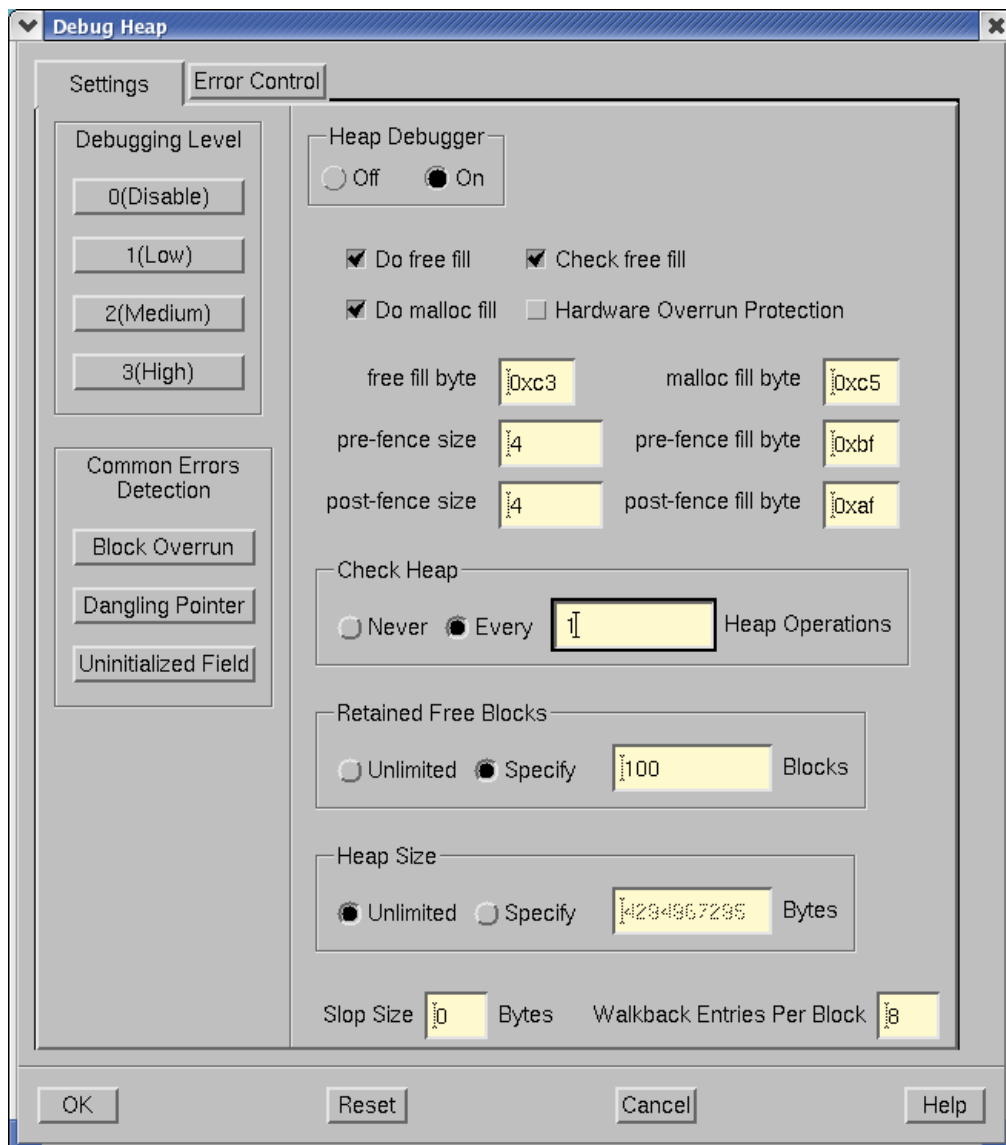 Debug Heap
Settings
Error Control
Debugging Level
0(Disable)
1(Low)
2(Medium)
3(High)
Common Errors
Detection
Block Overrun
Dangling Pointer
Uninitialized Field
Heap Debugger
Off On
Do free fill Check free fill
Do malloc fill Hardware Overrun Protection
free fill byte 0xc3 malloc fill byte 0xc5
pre-fence size 4 pre-fence fill byte 0xbf
post-fence size 4 post-fence fill byte 0xaf
Check Heap
Never Every 1 Heap Operations
Retained Free Blocks
Unlimited Specify 100 Blocks
Heap Size
Unlimited Specify 4294967295 Bytes
Slop Size 0 Bytes Walkback Entries Per Block 8
OK Reset Cancel Help